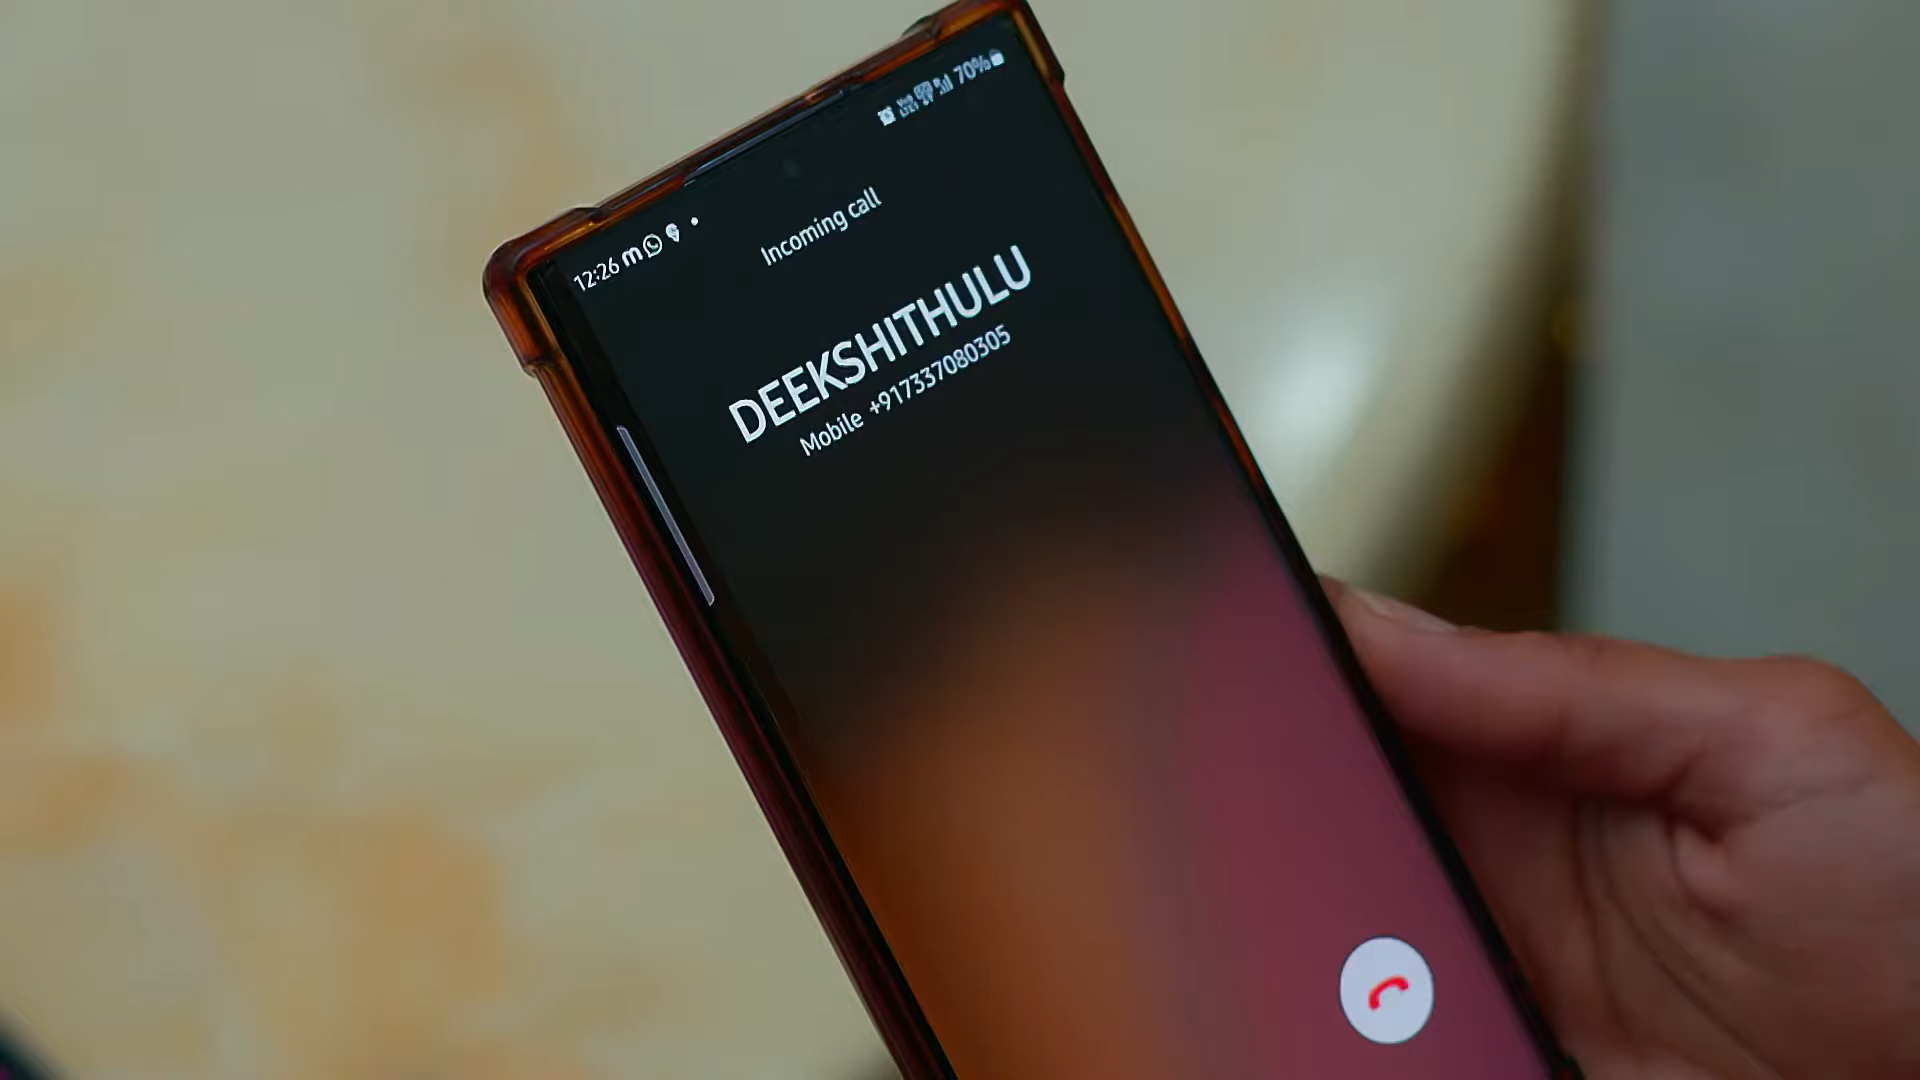 12:26
70%
Incoming call
DEEKSHITHULU
Mobile +917337080305